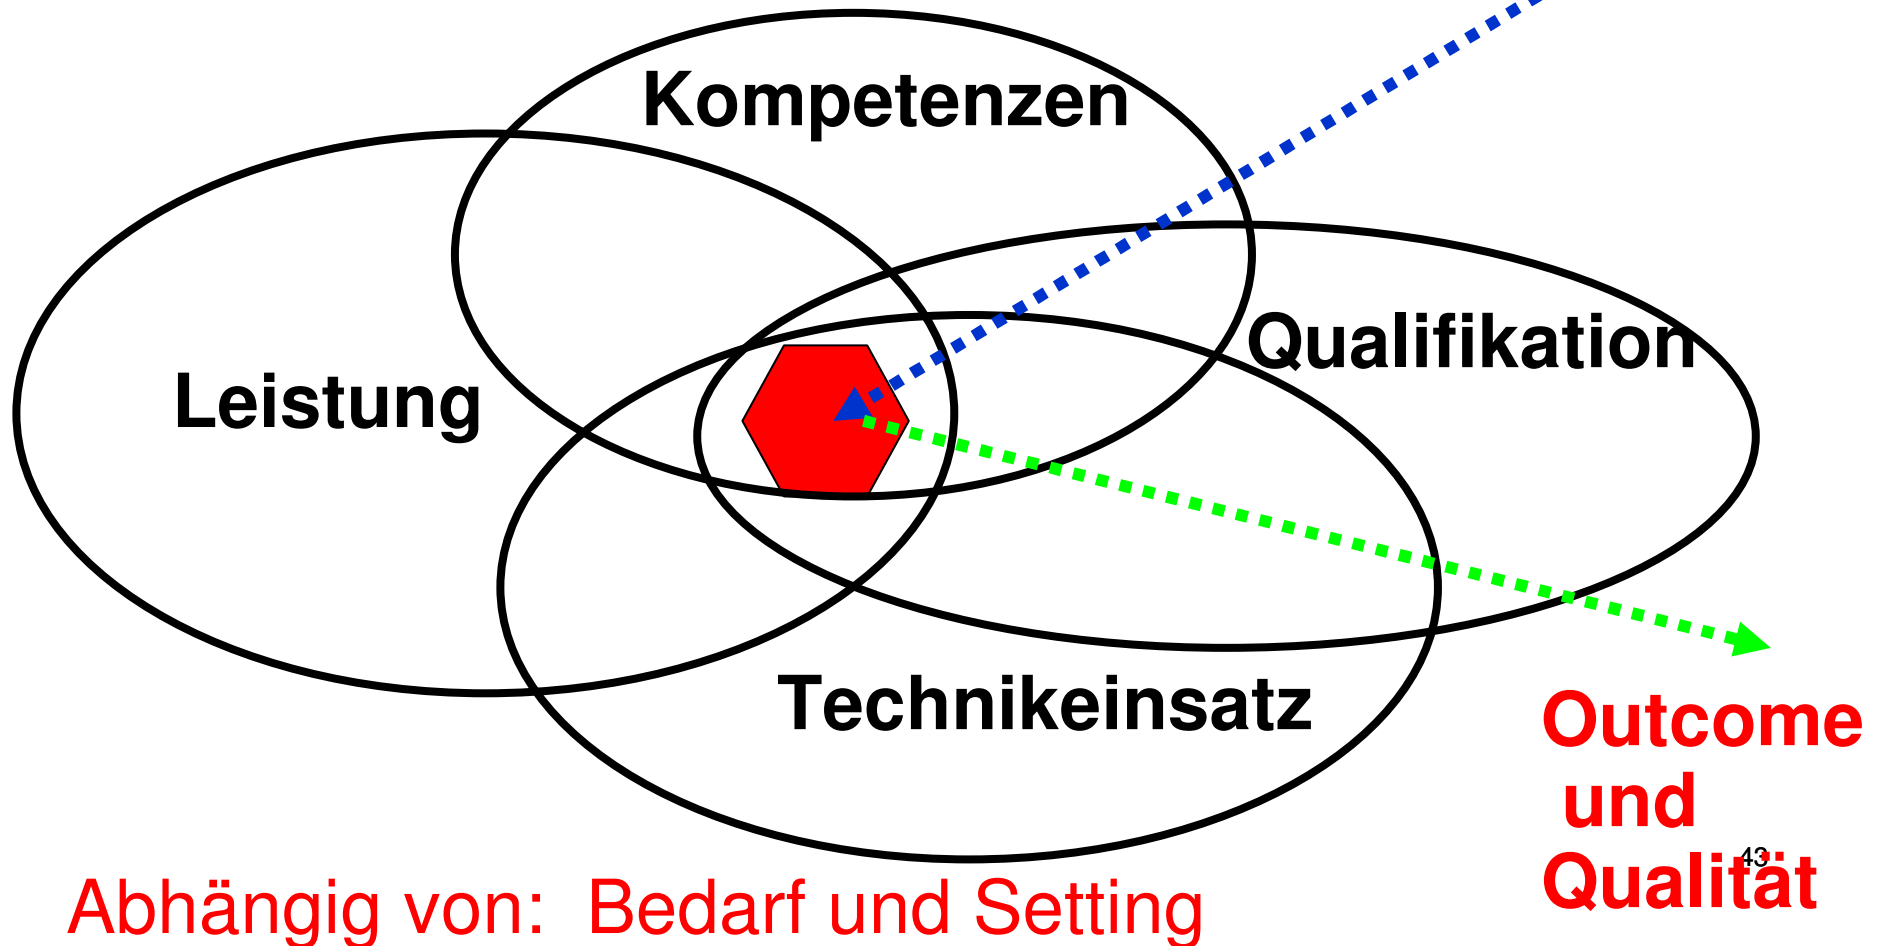 Kompetenzen
Qualifikation
Leistung
Technikeinsatz
Outcome
und
Qualität
43
Abhängig von: Bedarf und Setting